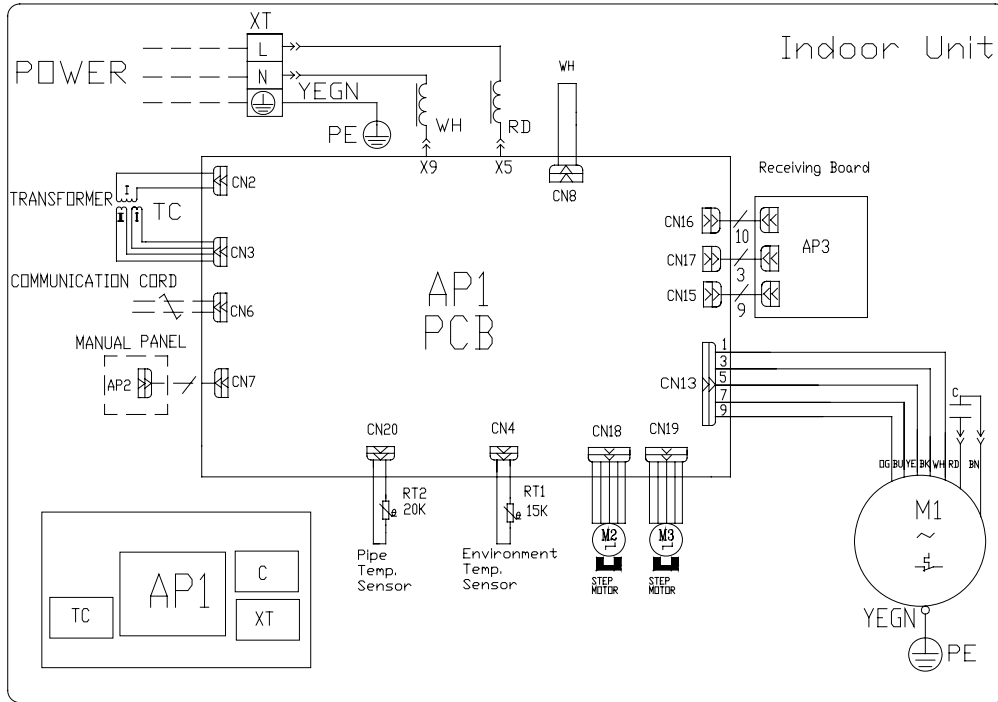 XT
Indoor Unit
L
POWER
N
YEGN
WH
PE
WH
RD
X9
X5
CN8
Receiving Board
CN2
TRANSFORMER
I
II
I
TC
CN3
CN16
10
AP3
CN17
3
CN15
9
COMMUNICATION CORD
CN6
AP1
PCB
MANUAL PANEL
AP2
CN7
CN13
1
3
5
7
9
C
CN20
CN4
CN18
CN19
OG BU YE BK WH RD BN
RT2
20K
RT1
15K
M1
~
M2
M3
Pipe
Temp.
Sensor
Environment
Temp.
Sensor
STEP
MOTOR
STEP
MOTOR
AP1
C
TC
XT
YEGN
PE